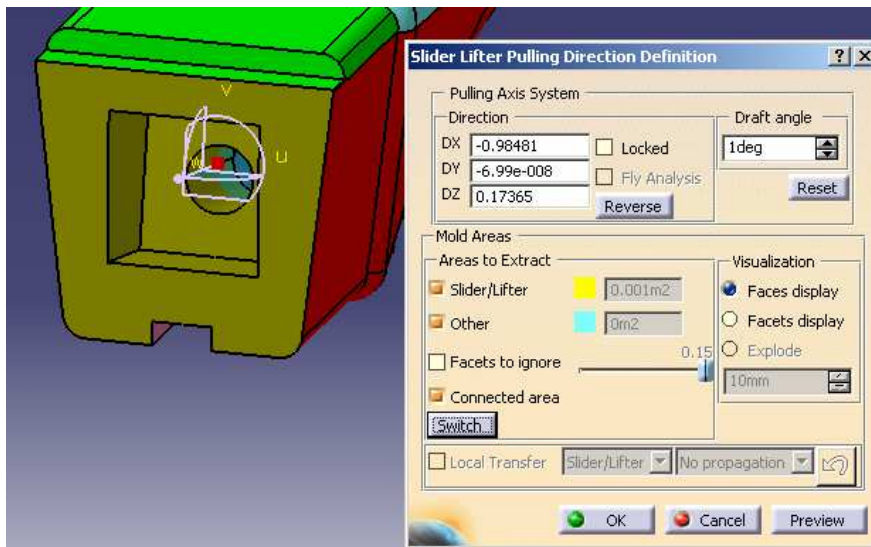 V
U
W
Slider Lifter Pulling Direction Definition
Pulling Axis System
Direction
Draft angle
DX -0.98481
Locked
1deg
DY -6.99e-008
Fly Analysis
DZ 0.17365
Reverse
Reset
Mold Areas
Areas to Extract
Visualization
Slider/Lifter 0.001m2
Faces display
Other 0m2
Facets display
Facets to ignore 0.15
Explode
10mm
Connected area
Switch
Local Transfer Slider/Lifter No propagation
OK Cancel Preview